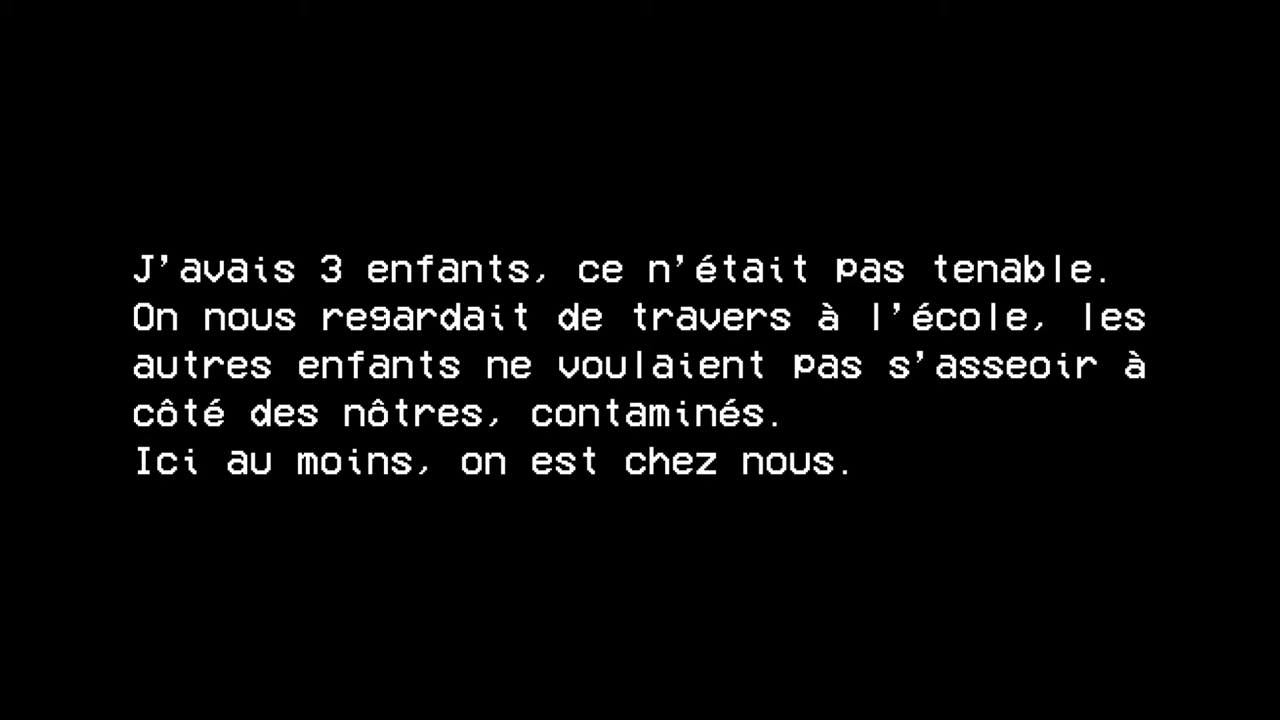 J'avais 3 enfants, ce n'était pas tenable.
On nous regardait de travers à l'école, les
autres enfants ne voulaient pas s'asseoir à
côté des nôtres, contaminés.
Ici au moins, on est chez nous.